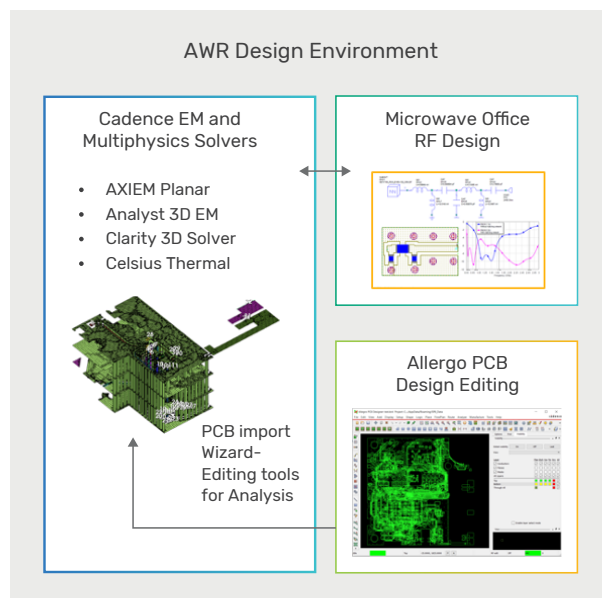 AWR Design Environment
Cadence EM and
Multiphysics Solvers
• AXIEM Planar
• Analyst 3D EM
• Clarity 3D Solver
• Celsius Thermal
PCB import
Wizard-
Editing tools
for Analysis
Microwave Office
RF Design
Allergo PCB
Design Editing